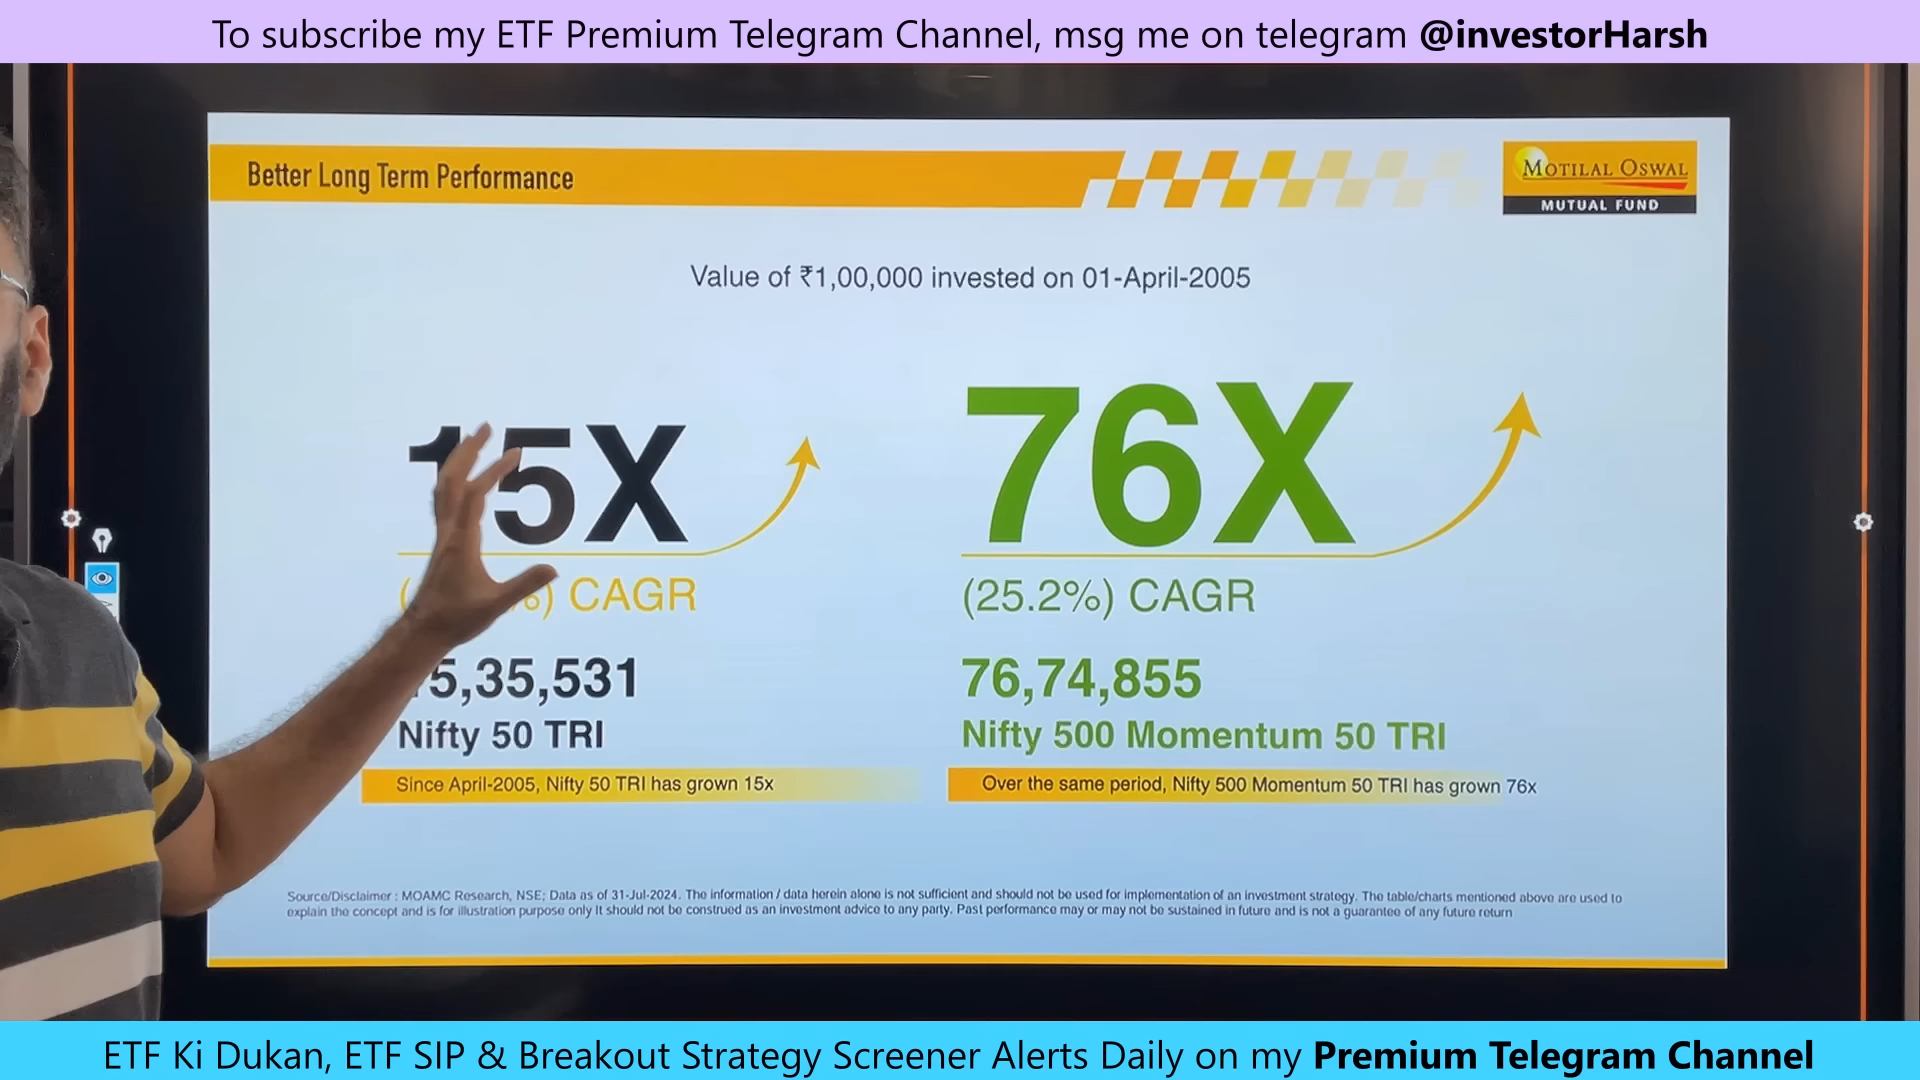 To subscribe my ETF Premium Telegram Channel, msg me on telegram @investorHarsh
Better Long Term Performance
MOTILAL OSWAL
MUTUAL FUND
Value of ₹1,00,000 invested on 01-April-2005
15X
76X
CAGR
(25.2%) CAGR
5,35,531
76,74,855
Nifty 50 TRI
Nifty 500 Momentum 50 TRI
Since April-2005, Nifty 50 TRI has grown 15x
Over the same period, Nifty 500 Momentum 50 TRI has grown 76x
Source/Disclaimer : MOAMC Research, NSE; Data as of 31-Jul-2024. The information / data herein alone is not sufficient and should not be used for implementation of an investment strategy. The table/charts mentioned above are used to
explain the concept and is for illustration purpose only It should not be construed as an investment advice to any party. Past performance may or may not be sustained in future and is not a guarantee of any future return
ETF Ki Dukan, ETF SIP & Breakout Strategy Screener Alerts Daily on my Premium Telegram Channel